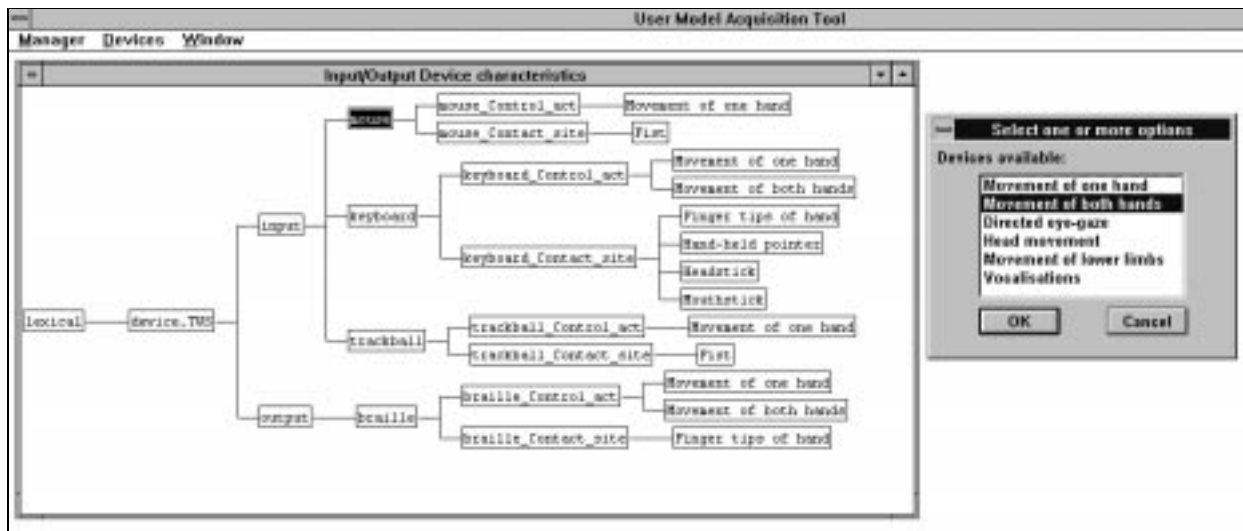 User Model Acquisition Tool
Manager Devices Window
Input/Output Device characteristics
mouse
mouse_Control_act
Movement of one hand
mouse_Contact_site
Fist
keyboard
keyboard_Control_act
Movement of one hand
Movement of both hands
keyboard_Contact_site
Finger tips of hand
Hand-held pointer
Headstick
Mouthstick
input
lexical
device.TWS
trackball
trackball_Control_act
Movement of one hand
trackball_Contact_site
Fist
output
braille
braille_Control_act
Movement of one hand
Movement of both hands
braille_Contact_site
Finger tips of hand
Select one or more options
Devices available:
Movement of one hand
Movement of both hands
Directed eye-gaze
Head movement
Movement of lower limbs
Vocalisations
OK
Cancel